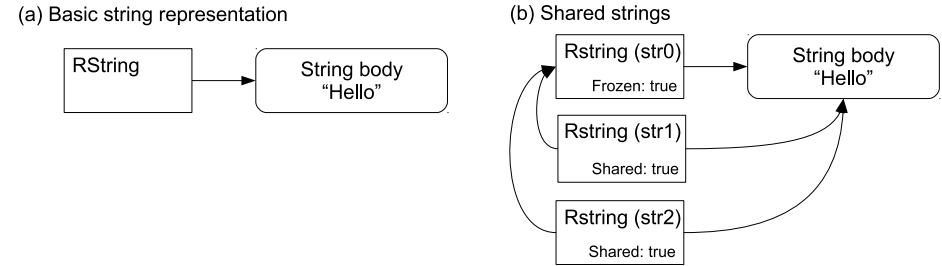 (a) Basic string representation
RString
String body
“Hello”
(b) Shared strings
Rstring (str0)
Frozen: true
String body
“Hello”
Rstring (str1)
Shared: true
Rstring (str2)
Shared: true